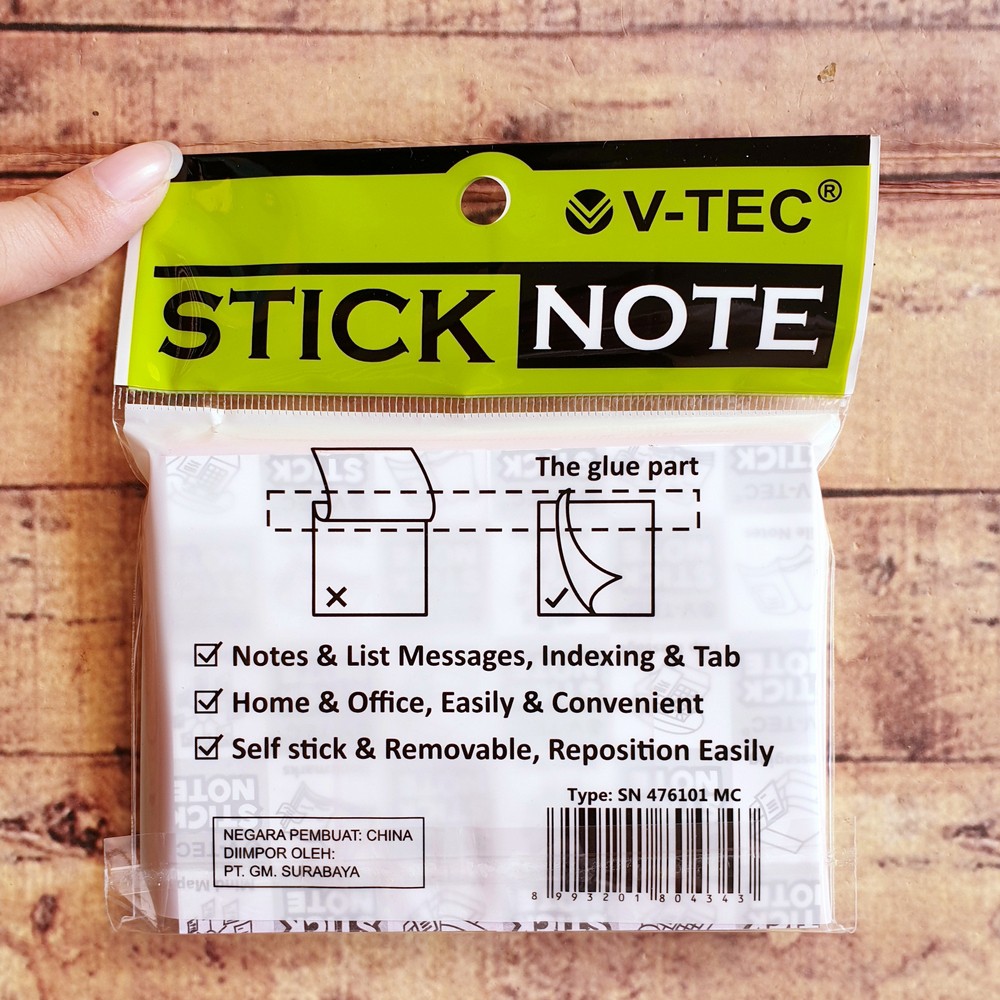 V-TEC®
STICK NOTE
The glue part
Notes & List Messages, Indexing & Tab
Home & Office, Easily & Convenient
Self stick & Removable, Reposition Easily
Type: SN 476101 MC
NEGARA PEMBUAT: CHINA
DIIMPOR OLEH:
PT. GM. SURABAYA
8 993201 804343